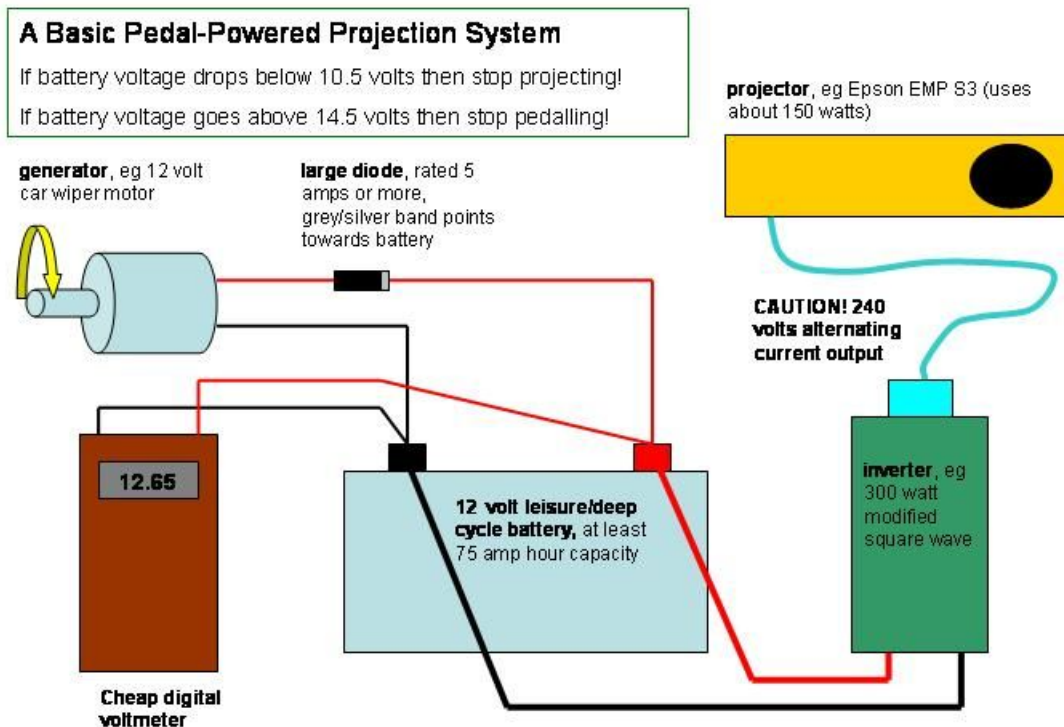 A Basic Pedal-Powered Projection System
If battery voltage drops below 10.5 volts then stop projecting!
If battery voltage goes above 14.5 volts then stop pedalling!
projector, eg Epson EMP S3 (uses
about 150 watts)
generator, eg 12 volt
car wiper motor
large diode, rated 5
amps or more,
grey/silver band points
towards battery
CAUTION! 240
volts alternating
current output
12.65
12 volt leisure/deep
cycle battery, at least
75 amp hour capacity
inverter, eg
300 watt
modified
square wave
Cheap digital
voltmeter